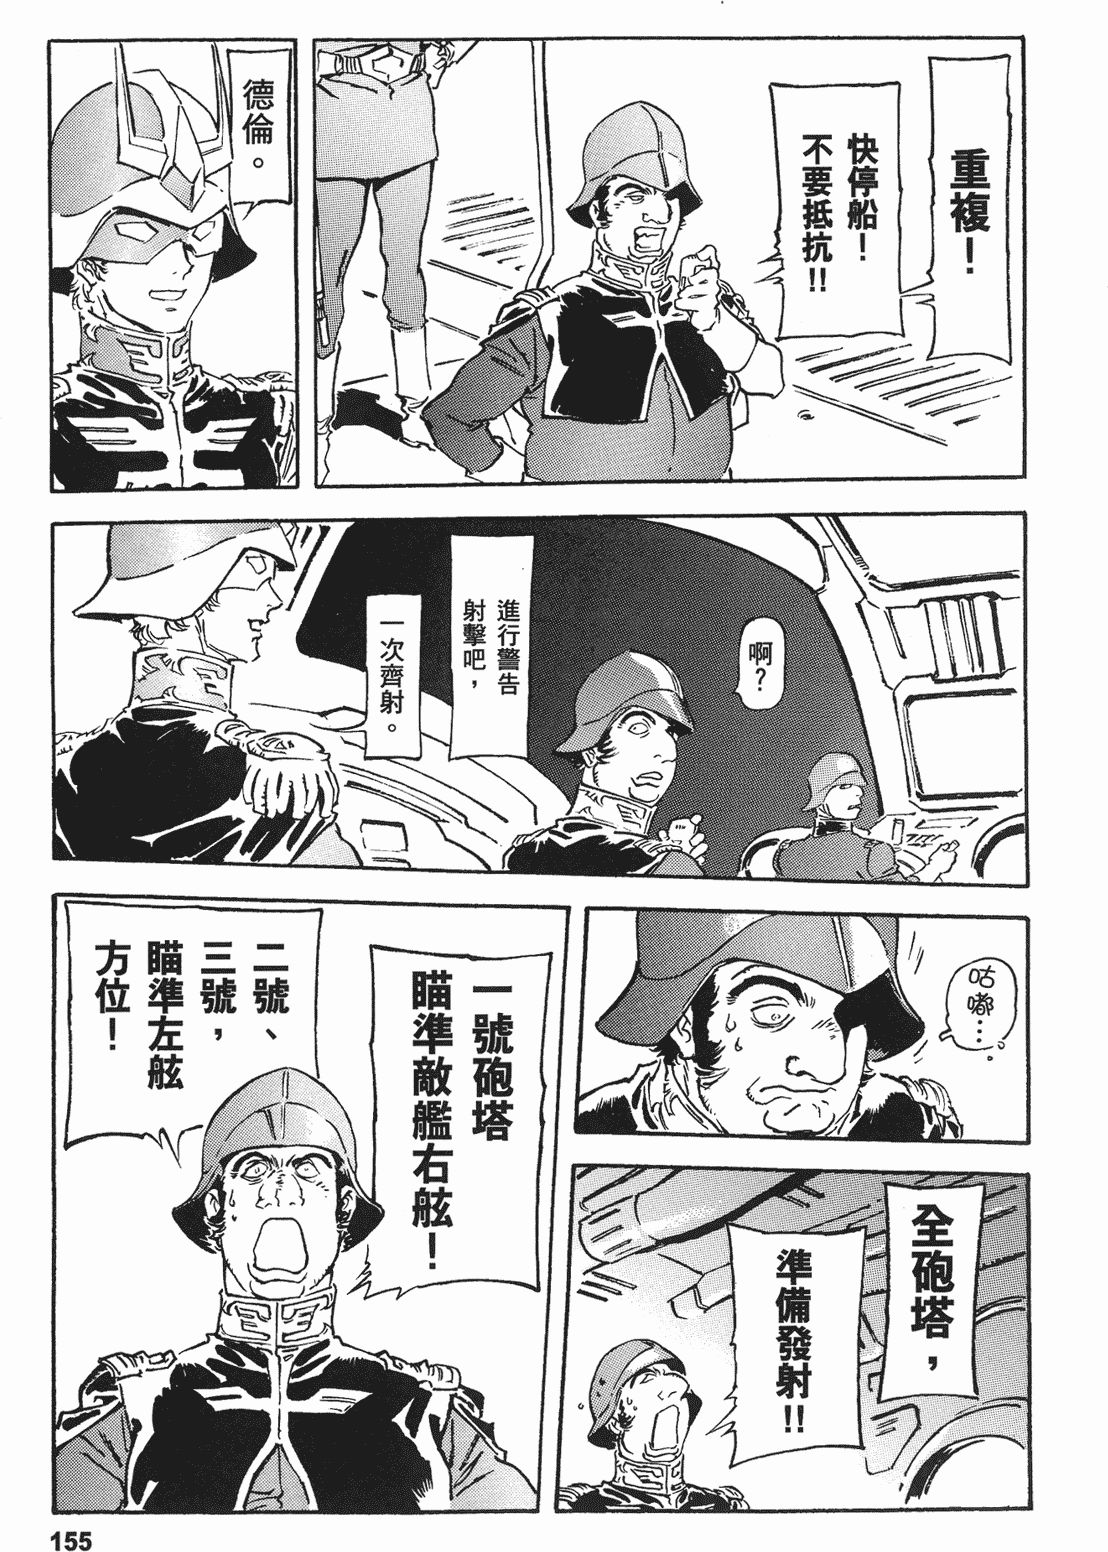 重複！
快停船！
不要抵抗!!
德倫。
啊？
進行警告
射擊吧，
一次齊射。
咕嘟…
全砲塔，
準備發射!!
一號砲塔
瞄準敵艦右舷！
二號、
三號，
瞄準左舷
方位！
155